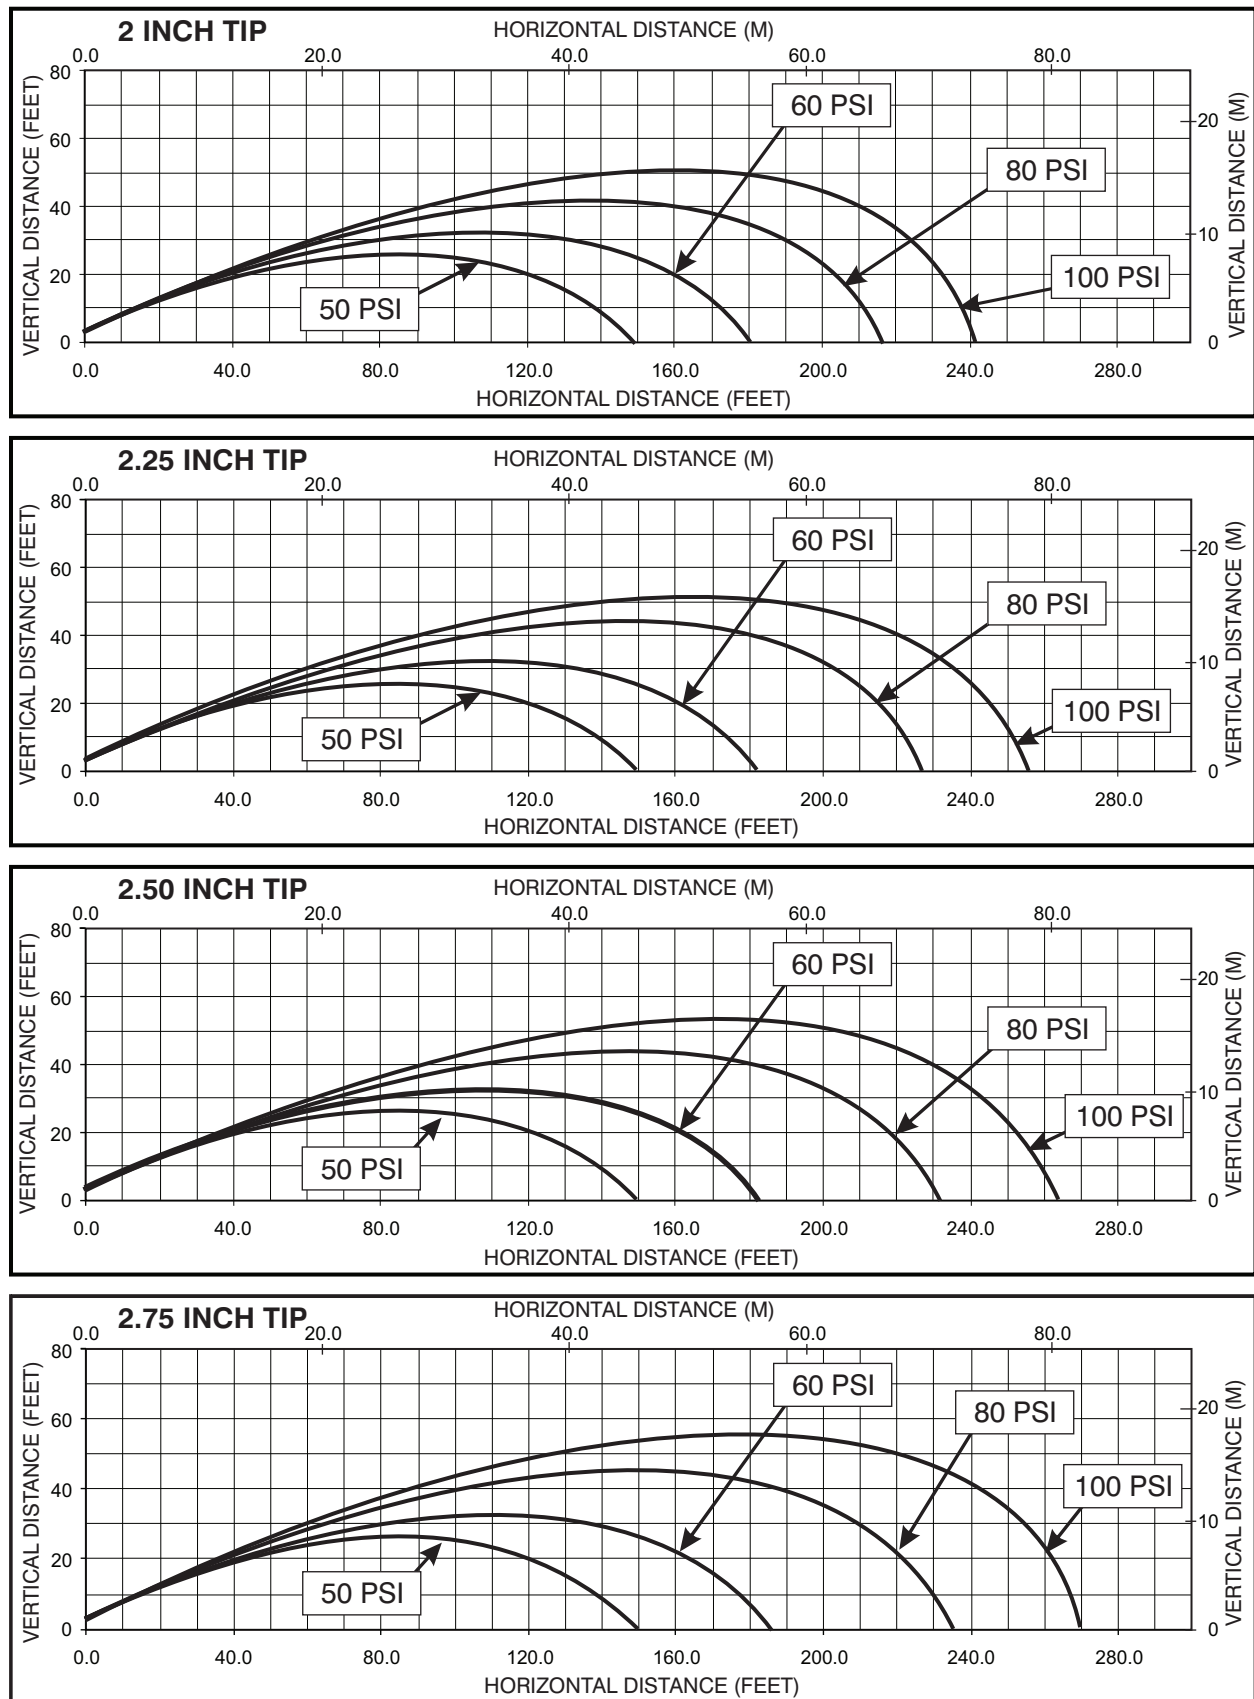 2 INCH TIP
HORIZONTAL DISTANCE (M)
0.0 20.0 40.0 60.0 80.0
VERTICAL DISTANCE (FEET)
80
60
40
20
0
60 PSI
80 PSI
100 PSI
50 PSI
20
10
0
VERTICAL DISTANCE (M)
0.0 40.0 80.0 120.0 160.0 200.0 240.0 280.0
HORIZONTAL DISTANCE (FEET)
2.25 INCH TIP
HORIZONTAL DISTANCE (M)
0.0 20.0 40.0 60.0 80.0
VERTICAL DISTANCE (FEET)
80
60
40
20
0
60 PSI
80 PSI
100 PSI
50 PSI
20
10
0
VERTICAL DISTANCE (M)
0.0 40.0 80.0 120.0 160.0 200.0 240.0 280.0
HORIZONTAL DISTANCE (FEET)
2.50 INCH TIP
HORIZONTAL DISTANCE (M)
0.0 20.0 40.0 60.0 80.0
VERTICAL DISTANCE (FEET)
80
60
40
20
0
60 PSI
80 PSI
100 PSI
50 PSI
20
10
0
VERTICAL DISTANCE (M)
0.0 40.0 80.0 120.0 160.0 200.0 240.0 280.0
HORIZONTAL DISTANCE (FEET)
2.75 INCH TIP
HORIZONTAL DISTANCE (M)
0.0 20.0 40.0 60.0 80.0
VERTICAL DISTANCE (FEET)
80
60
40
20
0
60 PSI
80 PSI
100 PSI
50 PSI
20
10
0
VERTICAL DISTANCE (M)
0.0 40.0 80.0 120.0 160.0 200.0 240.0 280.0
HORIZONTAL DISTANCE (FEET)